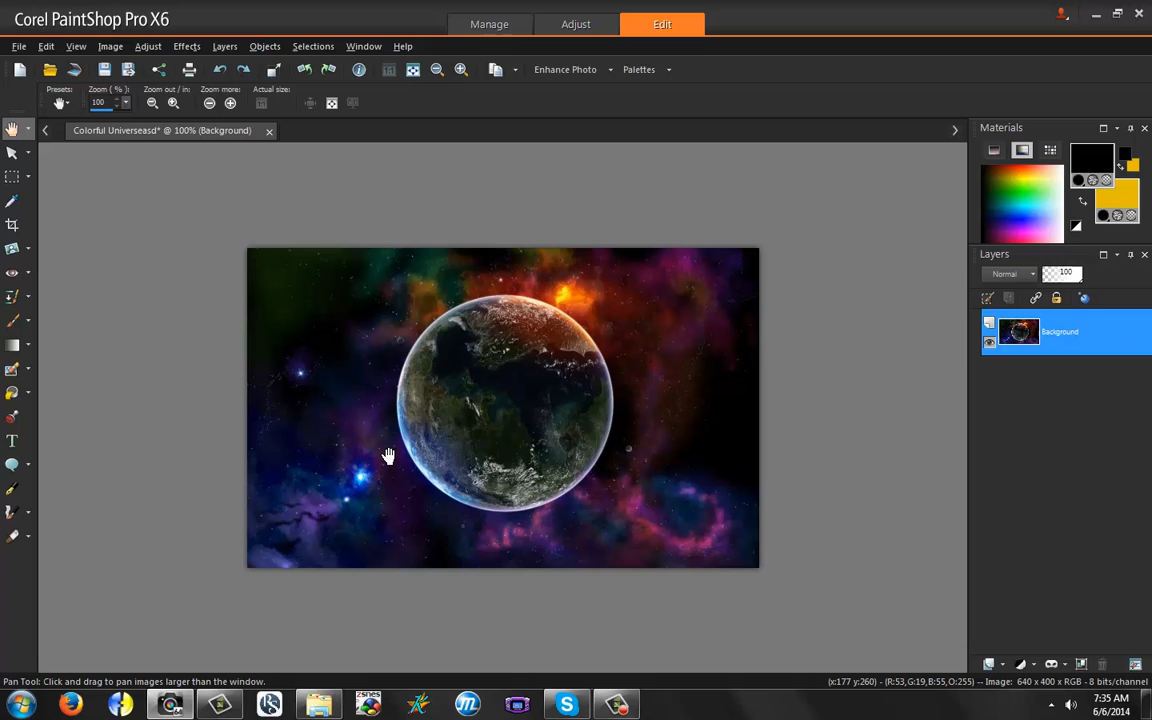 Corel PaintShop Pro X6
Manage
Adjust
Edit
File Edit View Image Adjust Effects Layers Objects Selections Window Help
Enhance Photo
Palettes
Presets:
Zoom ( % ):
Zoom out / in:
Zoom more:
Actual size:
100
Colorful Universeasd* @ 100% (Background)
Materials
Layers
Normal
100
Background
Pan Tool: Click and drag to pan images larger than the window.
(x:177 y:260) - (R:53,G:19,B:55,O:255) -- Image: 640 x 400 x RGB - 8 bits/channel
7:35 AM
6/6/2014